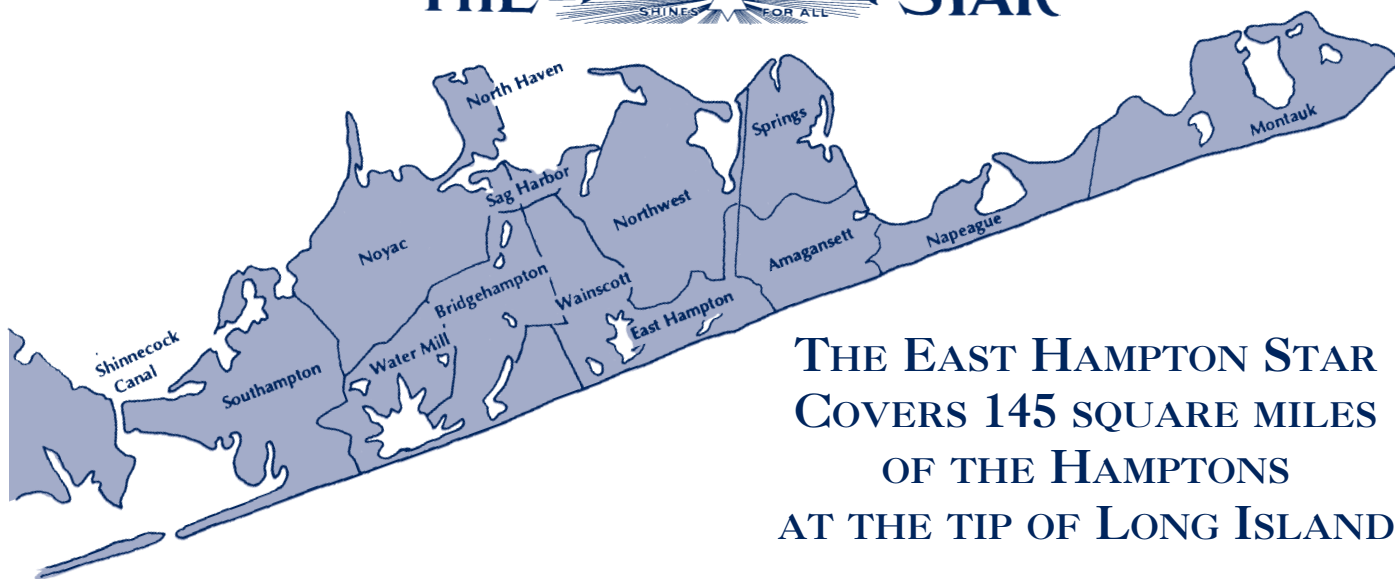 THE STAR
SHINES FOR ALL
North Haven
Springs
Montauk
Sag Harbor
Northwest
Noyac
Amagansett
Napeague
Bridgehampton
Wainscott
East Hampton
Shinnecock
Canal
Water Mill
Southampton
THE EAST HAMPTON STAR
COVERS 145 SQUARE MILES
OF THE HAMPTONS
AT THE TIP OF LONG ISLAND